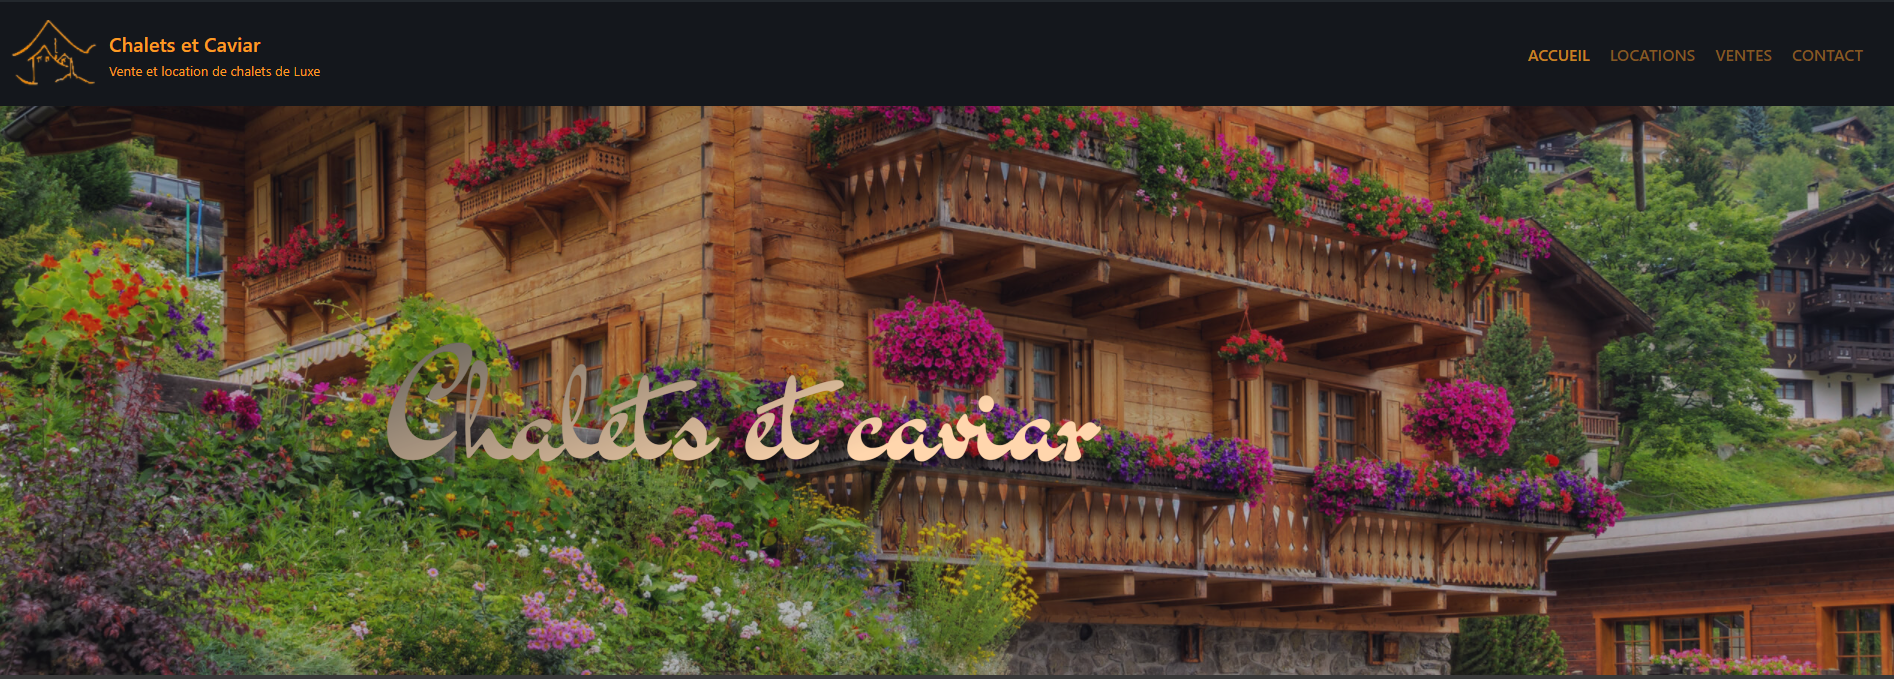 Chalets et Caviar
Vente et location de chalets de Luxe
ACCUEIL LOCATIONS VENTES CONTACT
Chalets et caviar